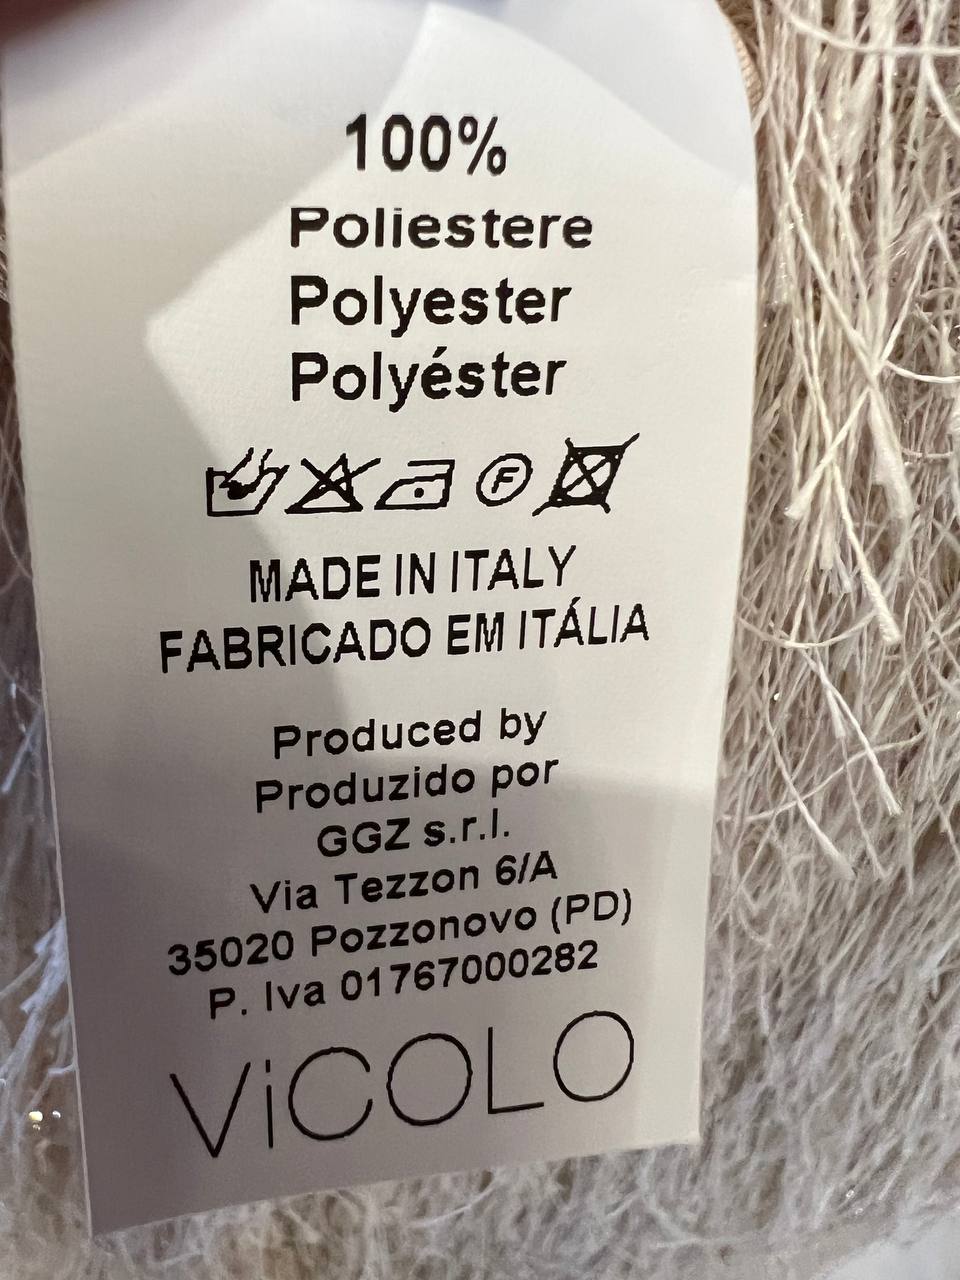 100%
Poliestere
Polyester
Polyéster
F
MADE IN ITALY
FABRICADO EM ITÁLIA
Produced by
Produzido por
GGZ s.r.l.
Via Tezzon 6/A
35020 Pozzonovo (PD)
P. Iva 01767000282
ViCOLO